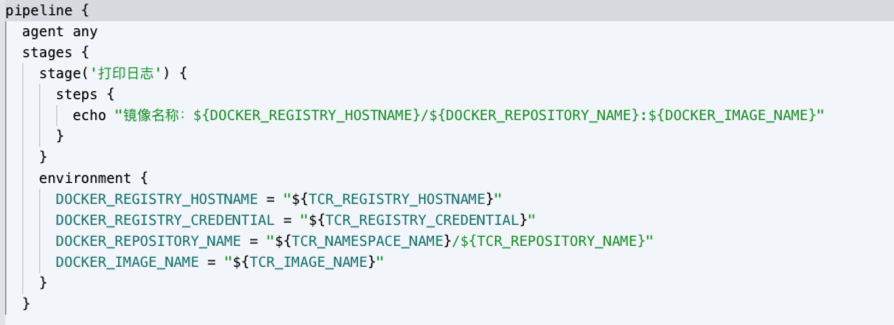 pipeline {
  agent any
  stages {
    stage('打印日志') {
      steps {
        echo "镜像名称：${DOCKER_REGISTRY_HOSTNAME}/${DOCKER_REPOSITORY_NAME}:${DOCKER_IMAGE_NAME}"
      }
    }
    environment {
      DOCKER_REGISTRY_HOSTNAME = "${TCR_REGISTRY_HOSTNAME}"
      DOCKER_REGISTRY_CREDENTIAL = "${TCR_REGISTRY_CREDENTIAL}"
      DOCKER_REPOSITORY_NAME = "${TCR_NAMESPACE_NAME}/${TCR_REPOSITORY_NAME}"
      DOCKER_IMAGE_NAME = "${TCR_IMAGE_NAME}"
    }
  }